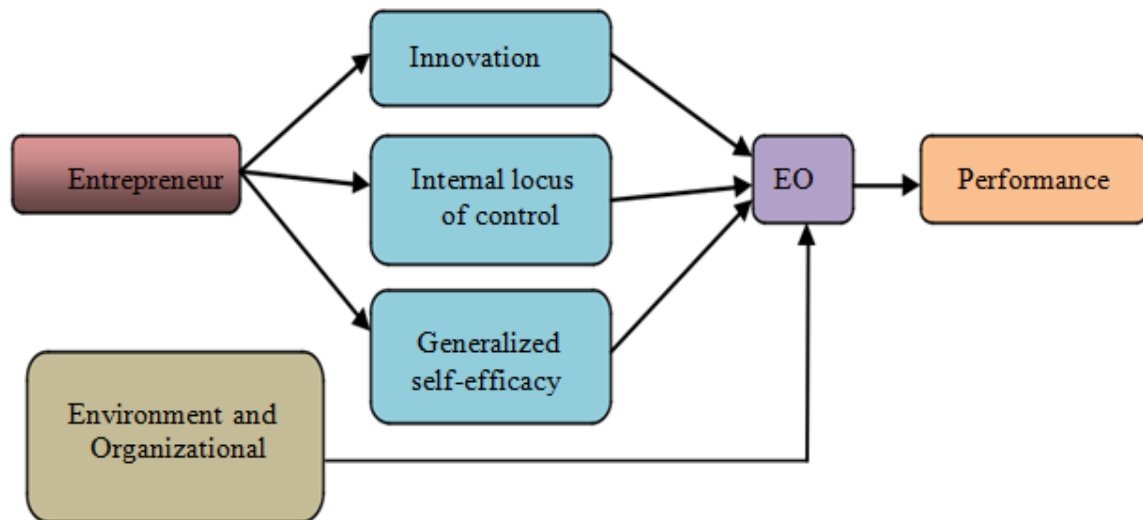 Innovation
Entrepreneur
Internal locus
of control
EO
Performance
Generalized
self-efficacy
Environment and
Organizational